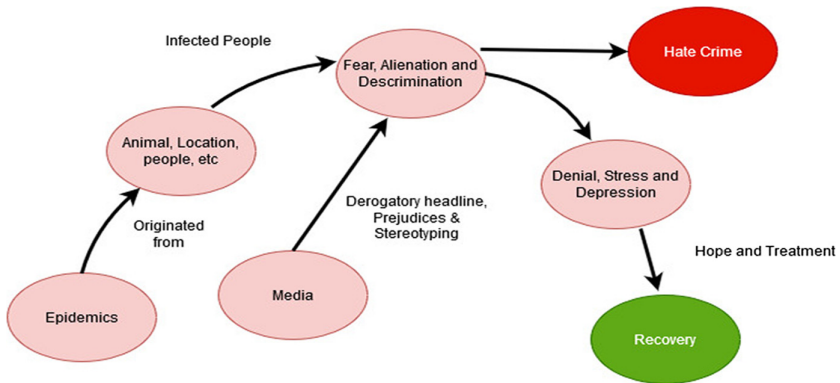 Infected People
Fear, Alienation and
Descrimination
Hate Crime
Animal, Location,
people, etc
Denial, Stress and
Depression
Derogatory headline,
Prejudices &
Stereotyping
Originated
from
Hope and Treatment
Media
Epidemics
Recovery